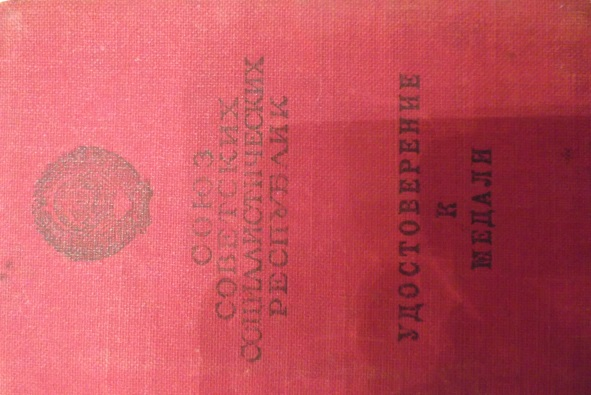 СОЮЗ
СОВЕТСКИХ
СОЦИАЛИСТИЧЕСКИХ
РЕСПУБЛИК
УДОСТОВЕРЕНИЕ
К
МЕДАЛИ